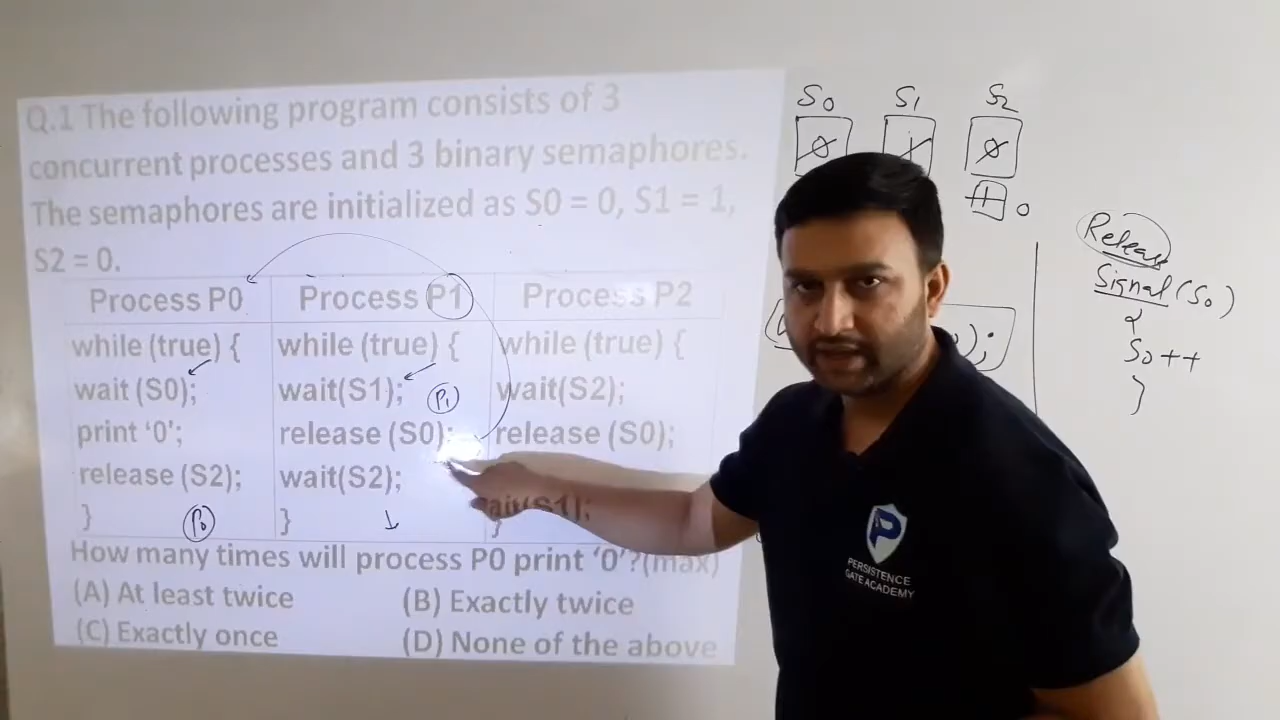 Q.1 The following program consists of 3
concurrent processes and 3 binary semaphores.
The semaphores are initialized as S0 = 0, S1 = 1,
S2 = 0.
Process P0
while (true) {
wait (S0);
print '0';
release (S2);
}
P0
Process P1
while (true) {
wait(S1);
P1
release (S0);
wait(S2);
}
Process P2
while (true) {
wait(S2);
release (S0);
wait(S1);
}
How many times will process P0 print '0'?(max)
(A) At least twice
(B) Exactly twice
(C) Exactly once
(D) None of the above
S0 S1 S2
0 1 0
0
);
Release
Signal (S0)
{
S0 ++
}
PERSISTENCE
GATE ACADEMY